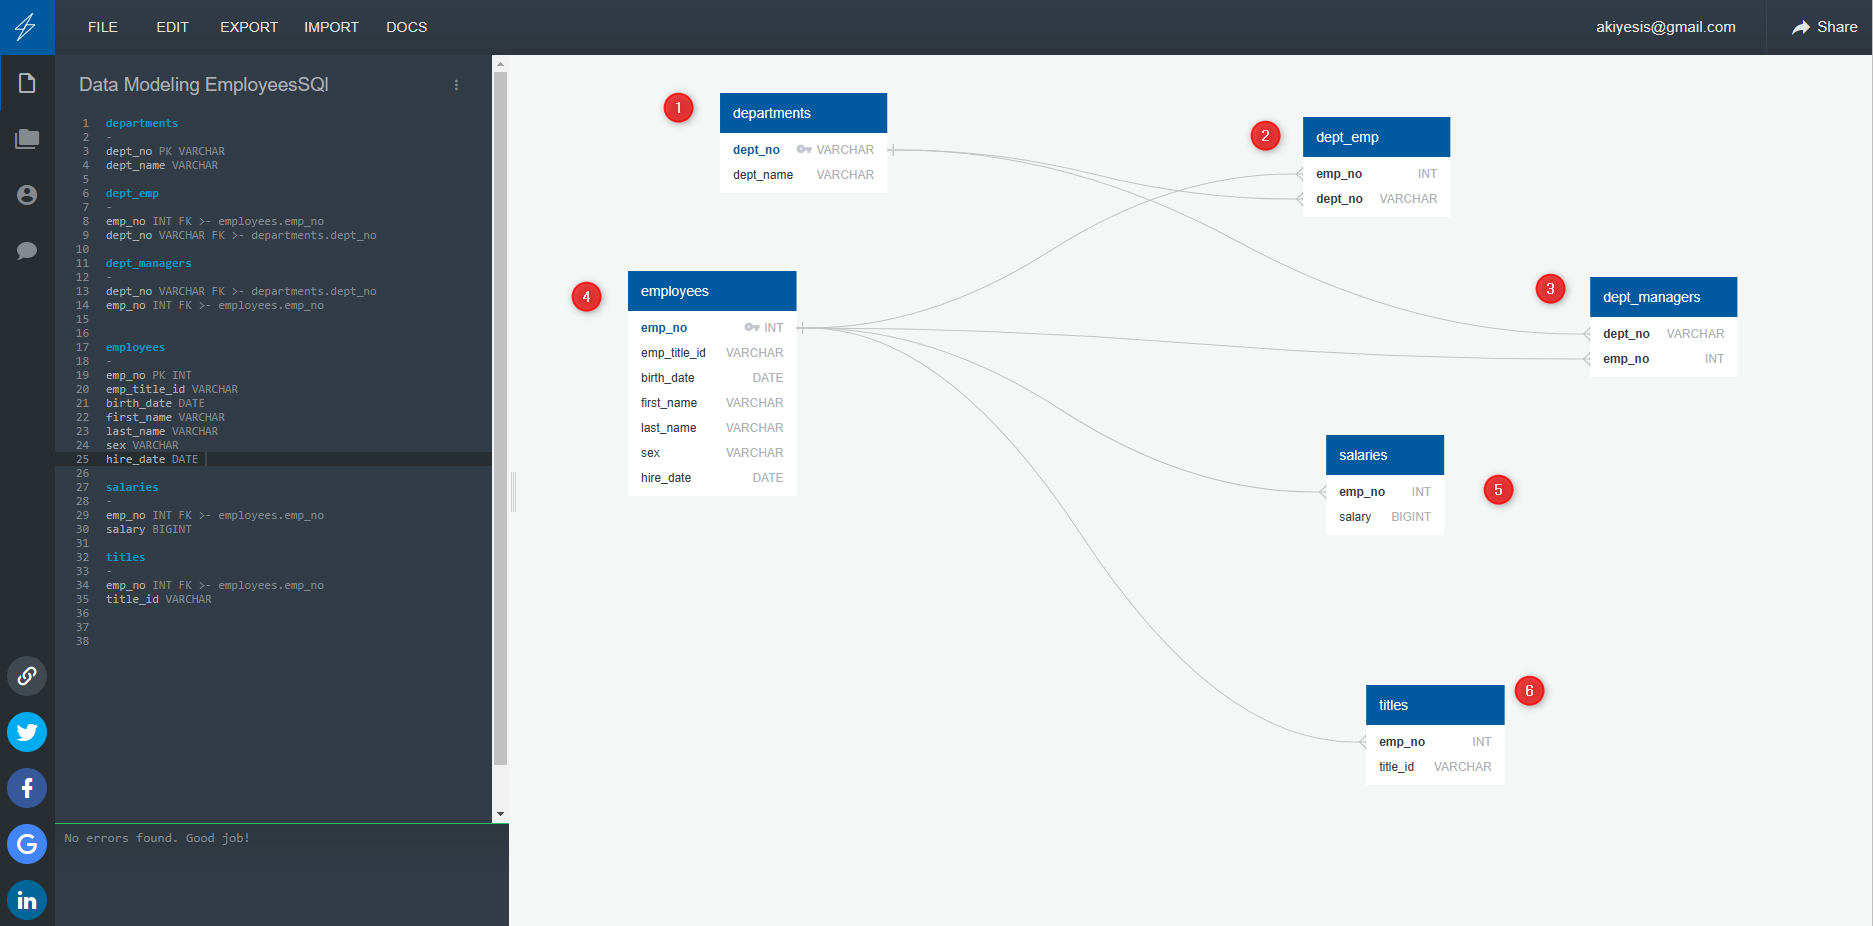 FILE EDIT EXPORT IMPORT DOCS akiyesis@gmail.com Share
Data Modeling EmployeesSQl
1 departments
2 -
3 dept_no PK VARCHAR
4 dept_name VARCHAR
5
6 dept_emp
7 -
8 emp_no INT FK >- employees.emp_no
9 dept_no VARCHAR FK >- departments.dept_no
10
11 dept_managers
12 -
13 dept_no VARCHAR FK >- departments.dept_no
14 emp_no INT FK >- employees.emp_no
15
16
17 employees
18 -
19 emp_no PK INT
20 emp_title_id VARCHAR
21 birth_date DATE
22 first_name VARCHAR
23 last_name VARCHAR
24 sex VARCHAR
25 hire_date DATE
26
27 salaries
28 -
29 emp_no INT FK >- employees.emp_no
30 salary BIGINT
31
32 titles
33 -
34 emp_no INT FK >- employees.emp_no
35 title_id VARCHAR
36
37
38
No errors found. Good job!
1
departments
dept_no VARCHAR
dept_name VARCHAR
2
dept_emp
emp_no INT
dept_no VARCHAR
3
dept_managers
dept_no VARCHAR
emp_no INT
4
employees
emp_no INT
emp_title_id VARCHAR
birth_date DATE
first_name VARCHAR
last_name VARCHAR
sex VARCHAR
hire_date DATE
5
salaries
emp_no INT
salary BIGINT
6
titles
emp_no INT
title_id VARCHAR
f
G
in